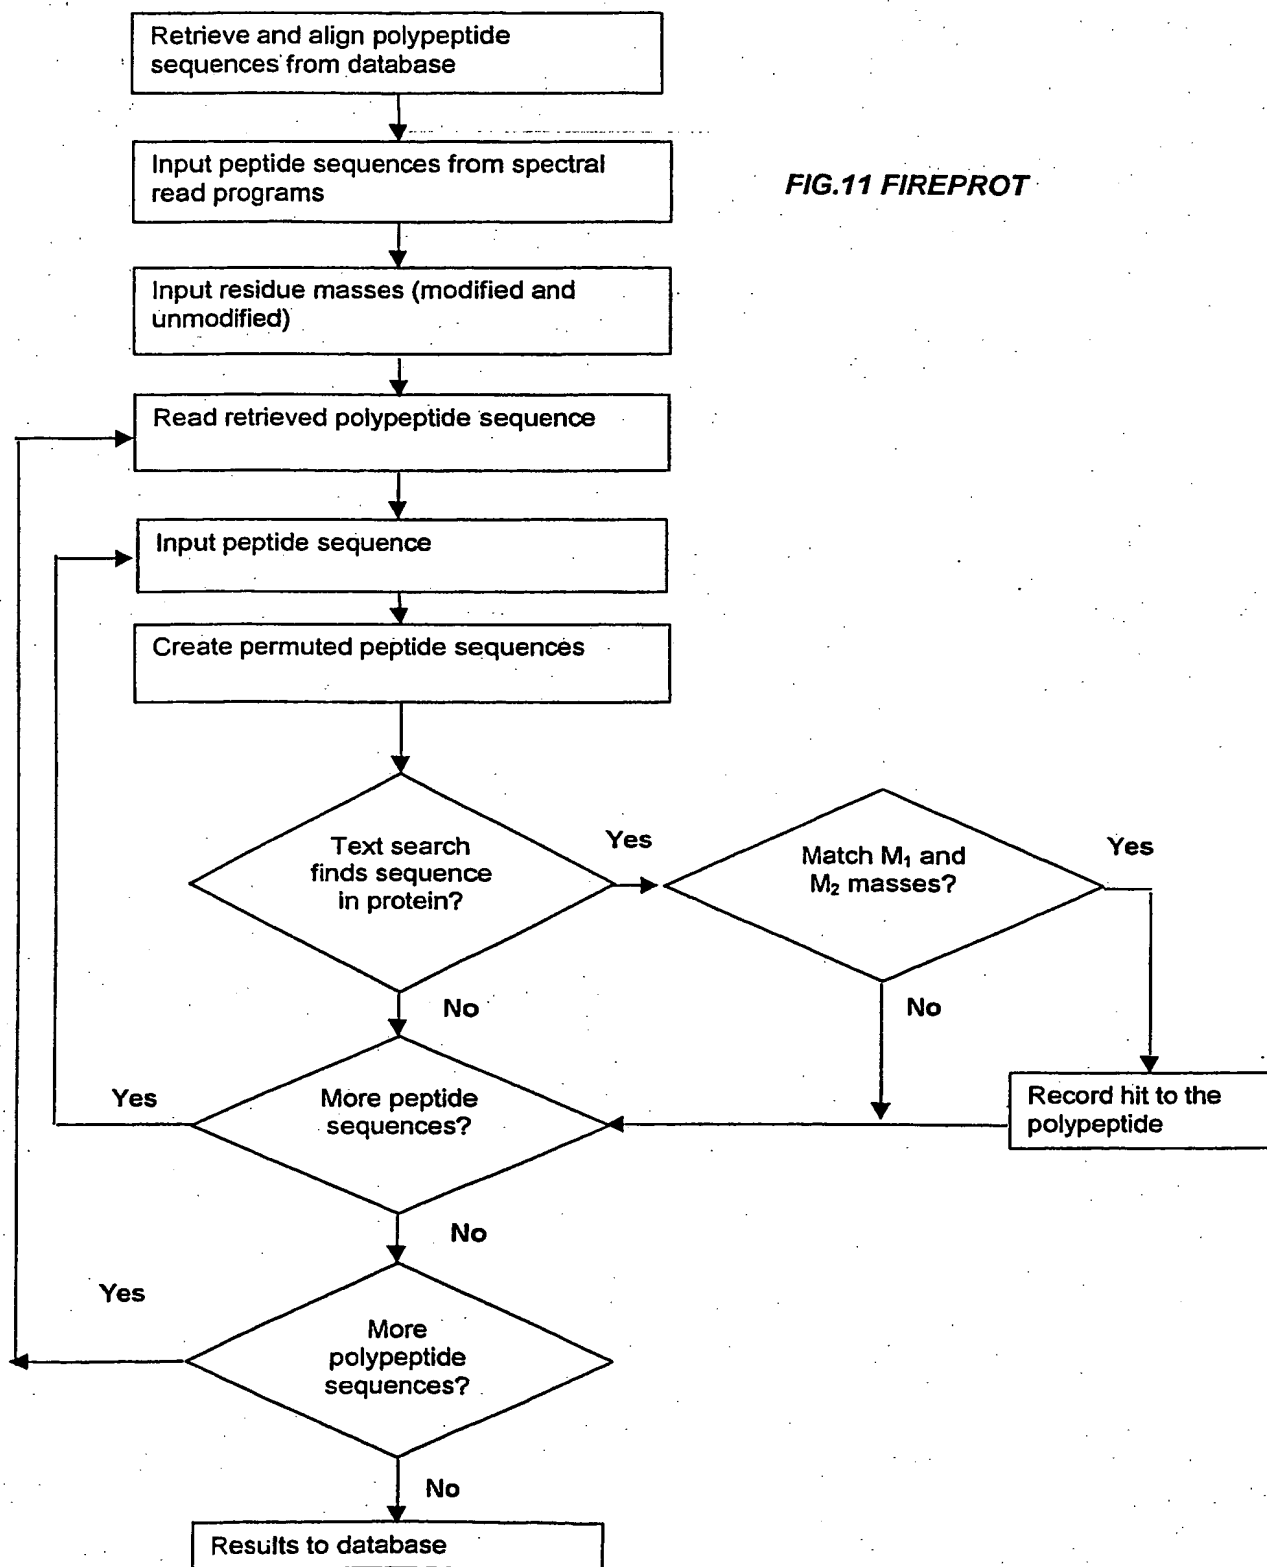 Retrieve and align polypeptide
sequences from database
Input peptide sequences from spectral
read programs
FIG.11 FIREPROT
Input residue masses (modified and
unmodified)
Read retrieved polypeptide sequence
Input peptide sequence
Create permuted peptide sequences
Text search
finds sequence
in protein?
Yes
Match M₁ and
M₂ masses?
Yes
No
No
Yes
More peptide
sequences?
Record hit to the
polypeptide
No
Yes
More
polypeptide
sequences?
No
Results to database